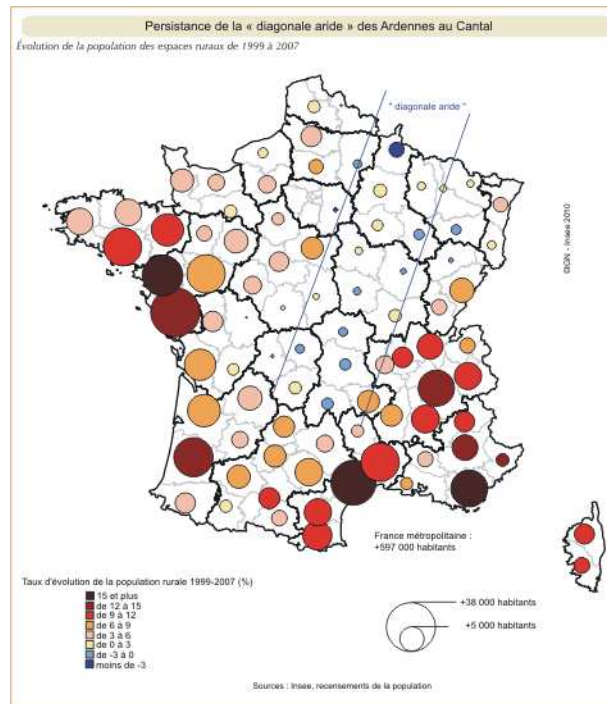 Persistance de la « diagonale aride » des Ardennes au Cantal
Évolution de la population des espaces ruraux de 1999 à 2007
" diagonale aride "
©IGN - Insee 2010
France métropolitaine :
+597 000 habitants
Taux d'évolution de la population rurale 1999-2007 (%)
15 et plus
de 12 à 15
de 9 à 12
de 6 à 9
de 3 à 6
de 0 à 3
de -3 à 0
moins de -3
+38 000 habitants
+5 000 habitants
Sources : Insee, recensements de la population